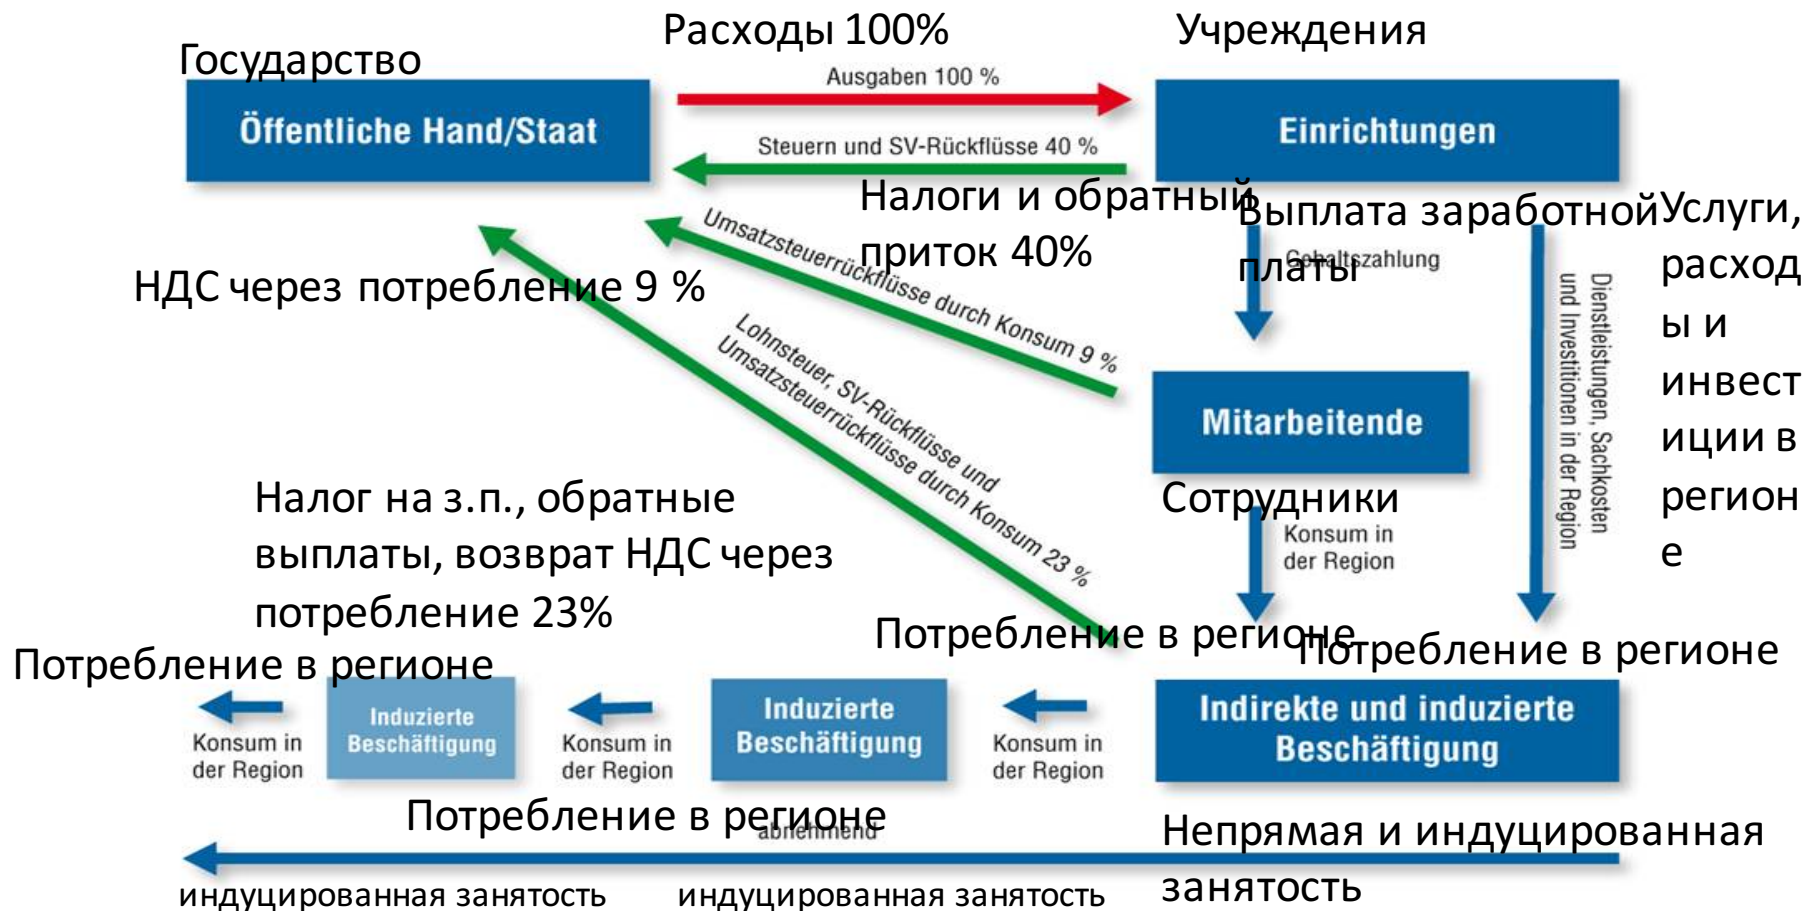 Расходы 100%
Учреждения
Государство
Ausgaben 100 %
Öffentliche Hand/Staat
Einrichtungen
Steuern und SV-Rückflüsse 40 %
Налоги и обратный
приток 40%
Выплата заработной
платы
Gehaltszahlung
Услуги,
расход
ы и
инвест
иции в
регион
е
Umsatzsteuerrückflüsse durch Konsum 9 %
НДС через потребление 9 %
Dienstleistungen, Sachkosten
und Investitionen in der Region
Lohnsteuer, SV-Rückflüsse und
Umsatzsteuerrückflüsse durch Konsum 23 %
Mitarbeitende
Сотрудники
Налог на з.п., обратные
выплаты, возврат НДС через
потребление 23%
Konsum in
der Region
Потребление в регионе
Потребление в регионе
Потребление в регионе
Induzierte
Beschäftigung
Induzierte
Beschäftigung
Indirekte und induzierte
Beschäftigung
Konsum in
der Region
Konsum in
der Region
Konsum in
der Region
Потребление в регионе
abnehmend
Непрямая и индуцированная
занятость
индуцированная занятость
индуцированная занятость